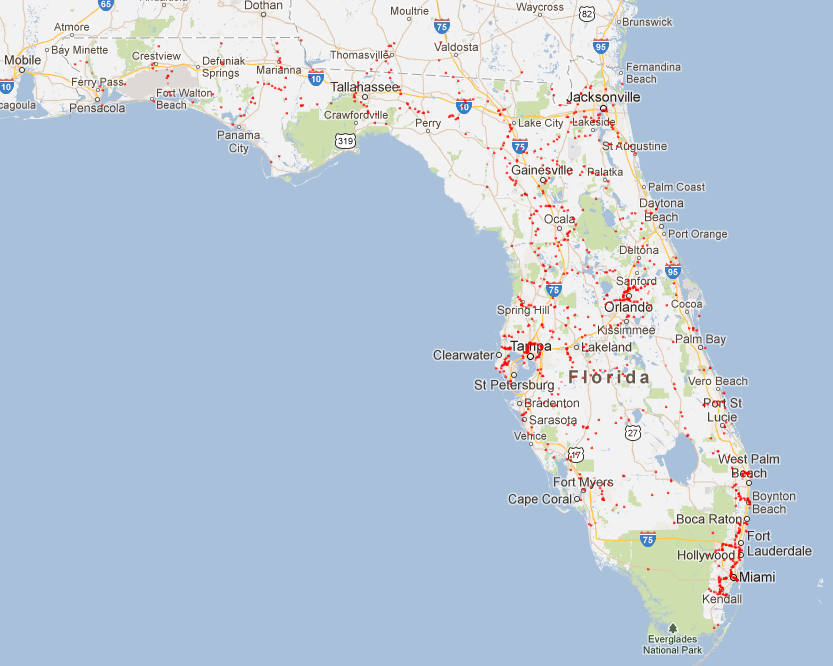 65
Dothan
Moultrie
Waycross
82
Brunswick
Atmore
75
95
Bay Minette
Crestview
Defuniak
Springs
Thomasville
Valdosta
Mobile
Marianna
Fernandina
Beach
10
Ferry Pass
10
Tallahassee
10
Jacksonville
Pensacola
Fort Walton
Beach
Crawfordville
Perry
Lake City
Lakeside
Panama
City
319
75
St Augustine
Gainesville
Palatka
Palm Coast
Daytona
Beach
Ocala
Port Orange
Deltona
95
Sanford
75
Cocoa
Spring Hill
Orlando
Kissimmee
Palm Bay
Tampa
Lakeland
Clearwater
Florida
St Petersburg
Vero Beach
Bradenton
Port St
Lucie
Sarasota
27
Venice
17
West Palm
Beach
Fort Myers
Cape Coral
Boynton
Beach
Boca Raton
75
Fort
Lauderdale
Hollywood
Miami
Kendall
Everglades
National Park